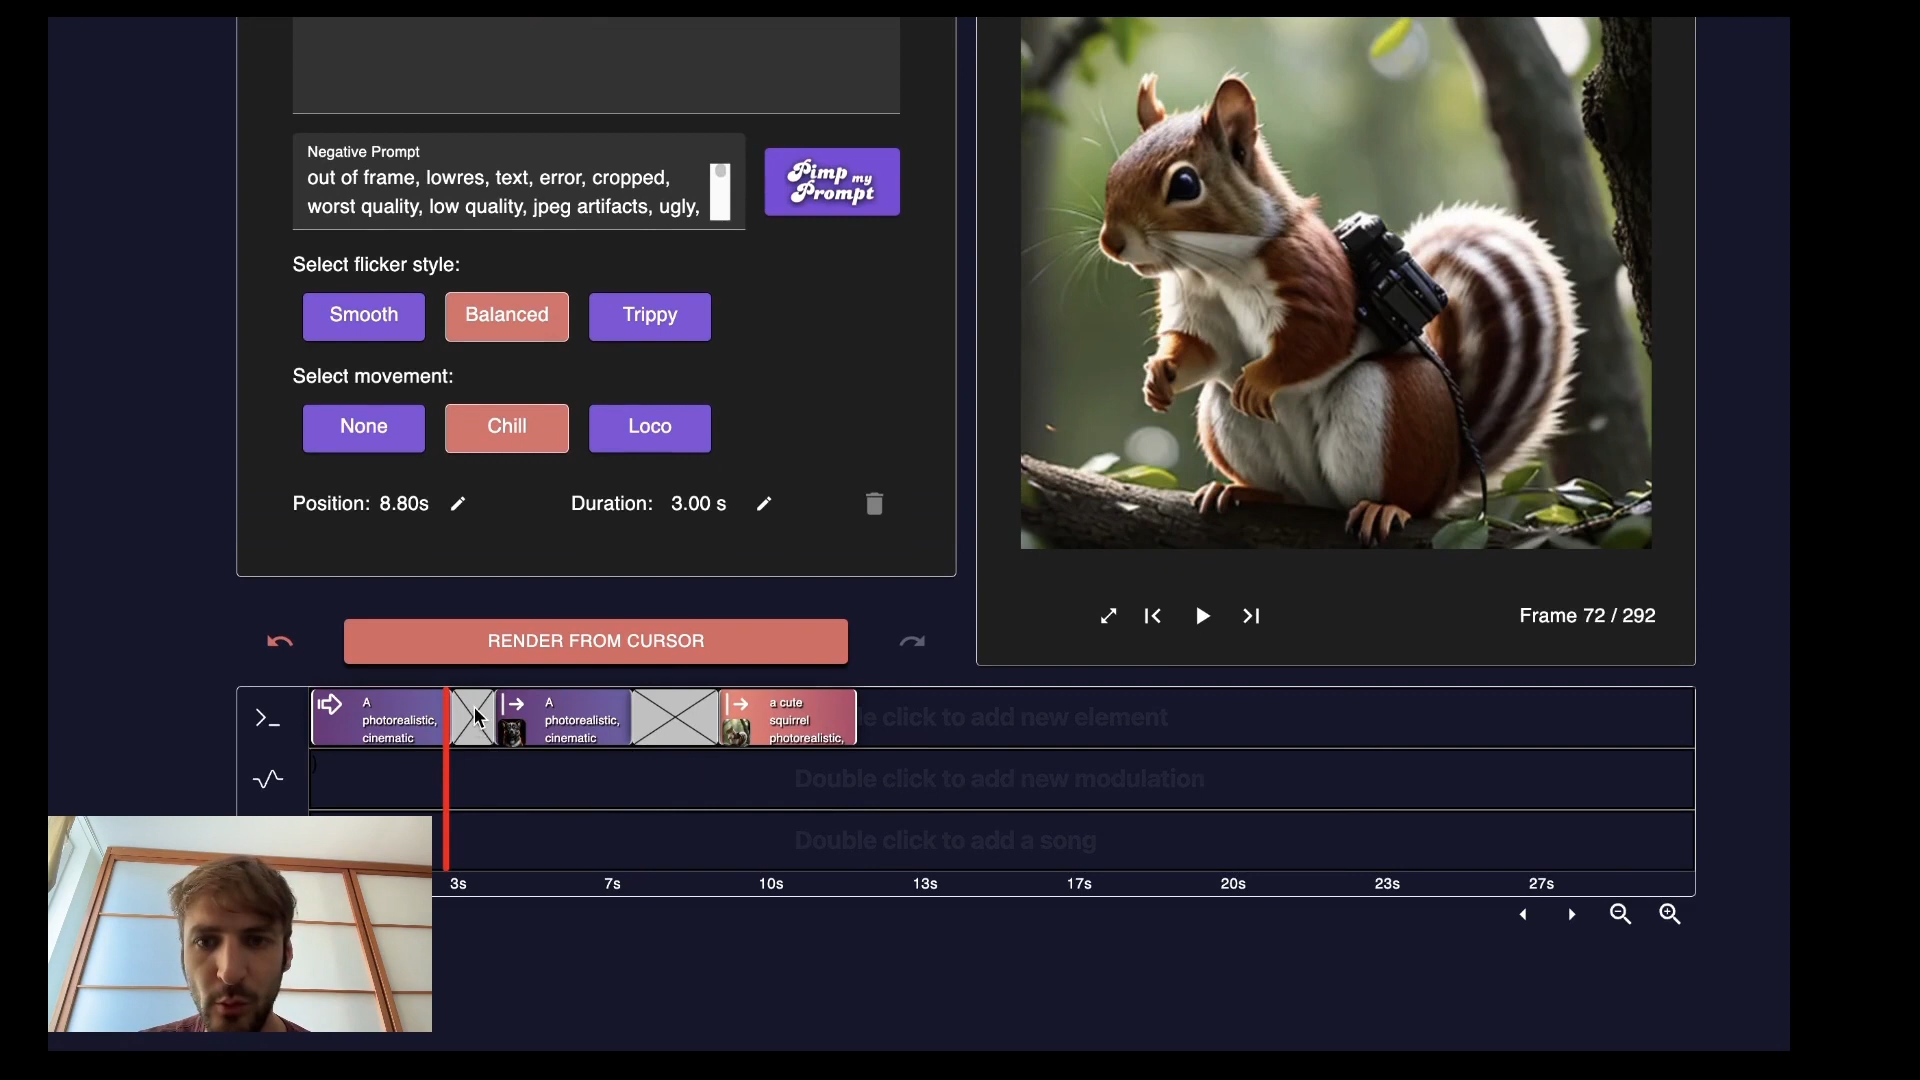 Negative Prompt
out of frame, lowres, text, error, cropped,
worst quality, low quality, jpeg artifacts, ugly,
Pimp my
Prompt
Select flicker style:
Smooth Balanced Trippy
Select movement:
None Chill Loco
Position: 8.80s Duration: 3.00 s
Frame 72 / 292
RENDER FROM CURSOR
A
photorealistic,
cinematic
A
photorealistic,
cinematic
a cute
squirrel
photorealistic,
le click to add new element
Double click to add new modulation
Double click to add a song
3s 7s 10s 13s 17s 20s 23s 27s